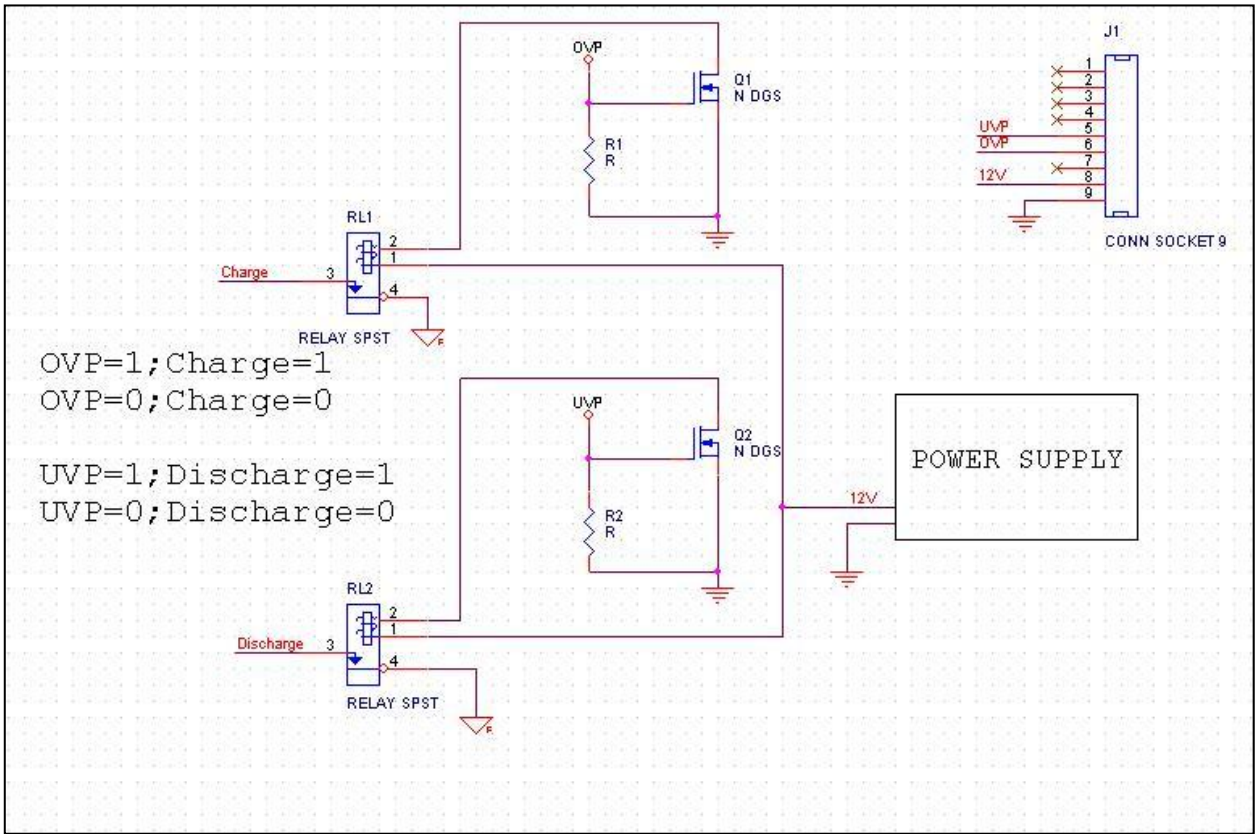 OVP
Q1
N DGS
R1
R
J1
1
2
3
4
5
6
7
8
9
UVP
OVP
12V
CONN SOCKET 9
RL1
2
1
Charge 3
4
F
RELAY SPST
OVP=1;Charge=1
OVP=0;Charge=0
UVP=1;Discharge=1
UVP=0;Discharge=0
UVP
Q2
N DGS
R2
R
POWER SUPPLY
12V
RL2
2
1
Discharge 3
4
F
RELAY SPST